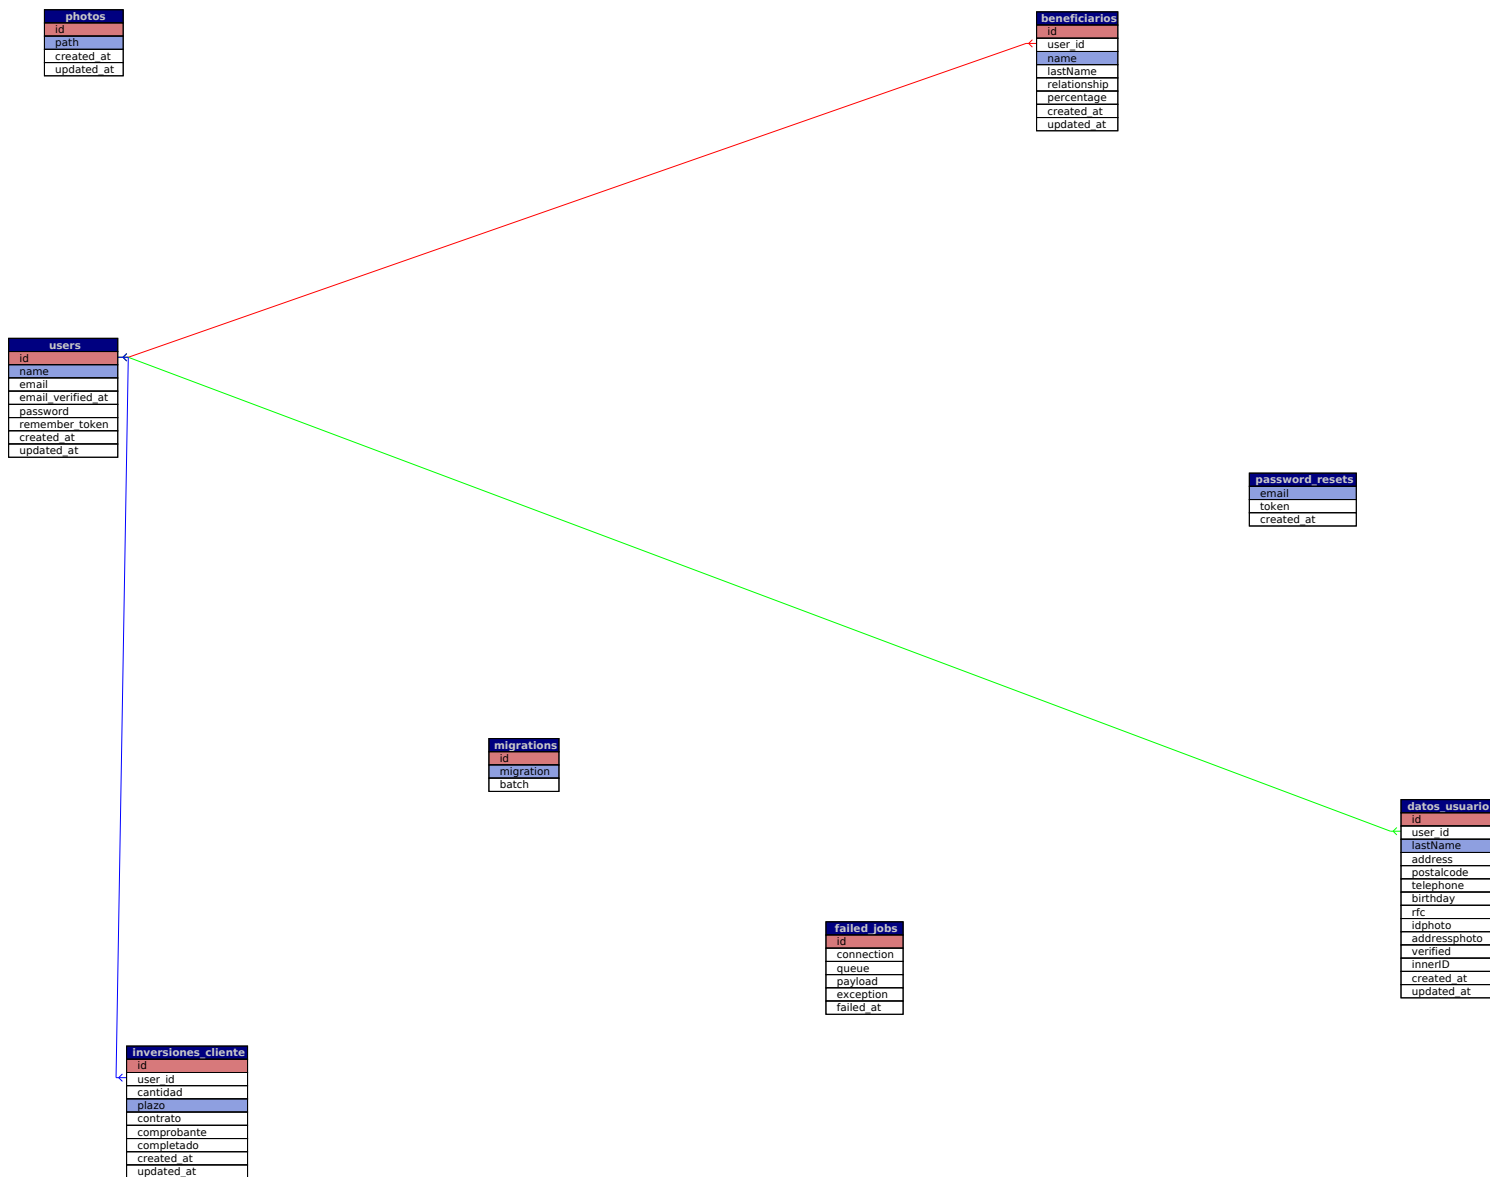 photos
id
path
created_at
updated_at
beneficiarios
id
user_id
name
lastName
relationship
percentage
created_at
updated_at
users
id
name
email
email_verified_at
password
remember_token
created_at
updated_at
password_resets
email
token
created_at
migrations
id
migration
batch
datos_usuario
id
user_id
lastName
address
postalcode
telephone
birthday
rfc
idphoto
addressphoto
verified
innerID
created_at
updated_at
failed_jobs
id
connection
queue
payload
exception
failed_at
inversiones_cliente
id
user_id
cantidad
plazo
contrato
comprobante
completado
created_at
updated_at